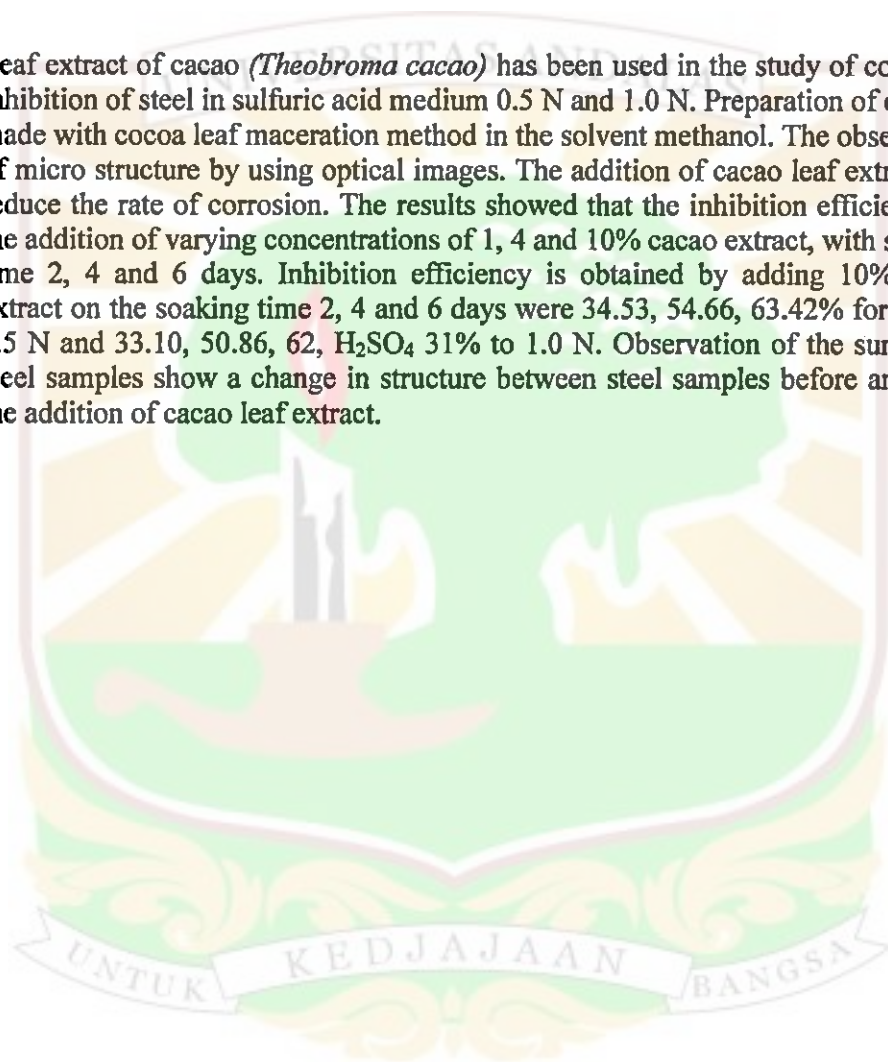 UNIVERSITAS ANDALAS
eaf extract of cacao (Theobroma cacao) has been used in the study of co
hibition of steel in sulfuric acid medium 0.5 N and 1.0 N. Preparation of
ade with cocoa leaf maceration method in the solvent methanol. The obse
f micro structure by using optical images. The addition of cacao leaf extr
educe the rate of corrosion. The results showed that the inhibition efficie
e addition of varying concentrations of 1, 4 and 10% cacao extract, with s
me 2, 4 and 6 days. Inhibition efficiency is obtained by adding 10%
xtract on the soaking time 2, 4 and 6 days were 34.53, 54.66, 63.42% for
.5 N and 33.10, 50.86, 62, H₂SO₄ 31% to 1.0 N. Observation of the sur
eel samples show a change in structure between steel samples before an
e addition of cacao leaf extract.
UNTUK KEDJAJAAN BANGSA